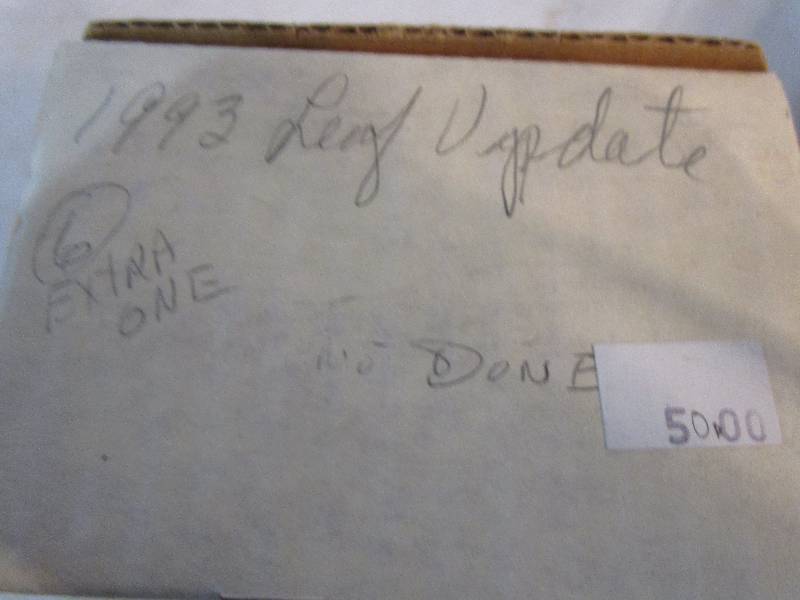 1993 Leaf Update
6
EXTRA
ONE
DONE
50.00